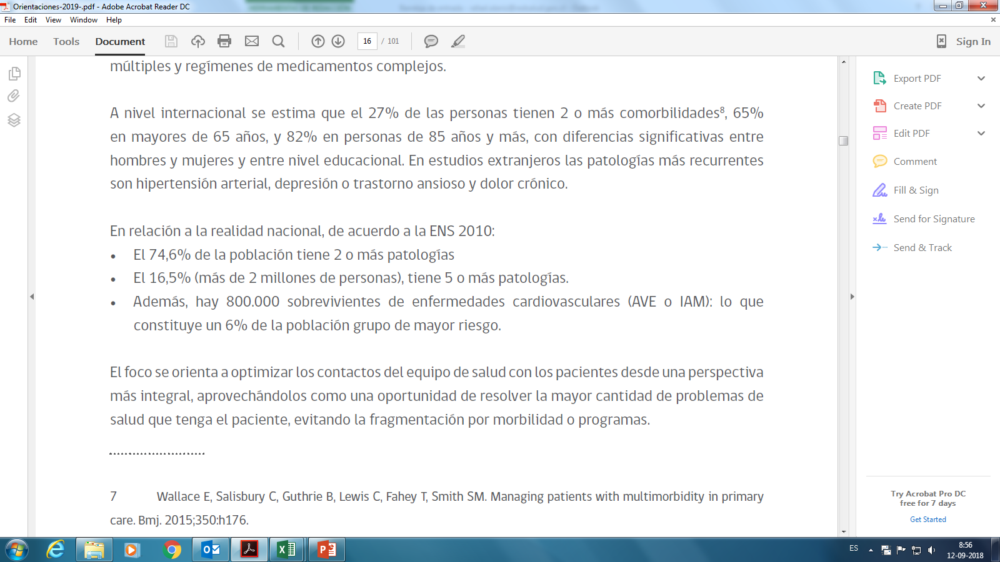 Orientaciones-2019-.pdf - Adobe Acrobat Reader DC
File Edit View Window Help
Home Tools Document 16 / 101 Sign In
múltiples y regímenes de medicamentos complejos.
A nivel internacional se estima que el 27% de las personas tienen 2 o más comorbilidades⁸, 65%
en mayores de 65 años, y 82% en personas de 85 años y más, con diferencias significativas entre
hombres y mujeres y entre nivel educacional. En estudios extranjeros las patologías más recurrentes
son hipertensión arterial, depresión o trastorno ansioso y dolor crónico.
En relación a la realidad nacional, de acuerdo a la ENS 2010:
• El 74,6% de la población tiene 2 o más patologías
• El 16,5% (más de 2 millones de personas), tiene 5 o más patologías.
• Además, hay 800.000 sobrevivientes de enfermedades cardiovasculares (AVE o IAM): lo que
constituye un 6% de la población grupo de mayor riesgo.
El foco se orienta a optimizar los contactos del equipo de salud con los pacientes desde una perspectiva
más integral, aprovechándolos como una oportunidad de resolver la mayor cantidad de problemas de
salud que tenga el paciente, evitando la fragmentación por morbilidad o programas.
7 Wallace E, Salisbury C, Guthrie B, Lewis C, Fahey T, Smith SM. Managing patients with multimorbidity in primary
care. Bmj. 2015;350:h176.
Export PDF
Create PDF
Edit PDF
Comment
Fill & Sign
Send for Signature
Send & Track
Try Acrobat Pro DC
free for 7 days
Get Started
ES
8:56
12-09-2018